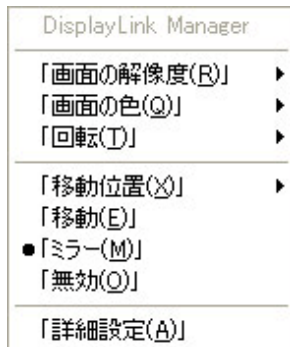 DisplayLink Manager
「画面の解像度(R)」
「画面の色(Q)」
「回転(T)」
「移動位置(X)」
「移動(E)」
「ミラー(M)」
「無効(O)」
「詳細設定(A)」